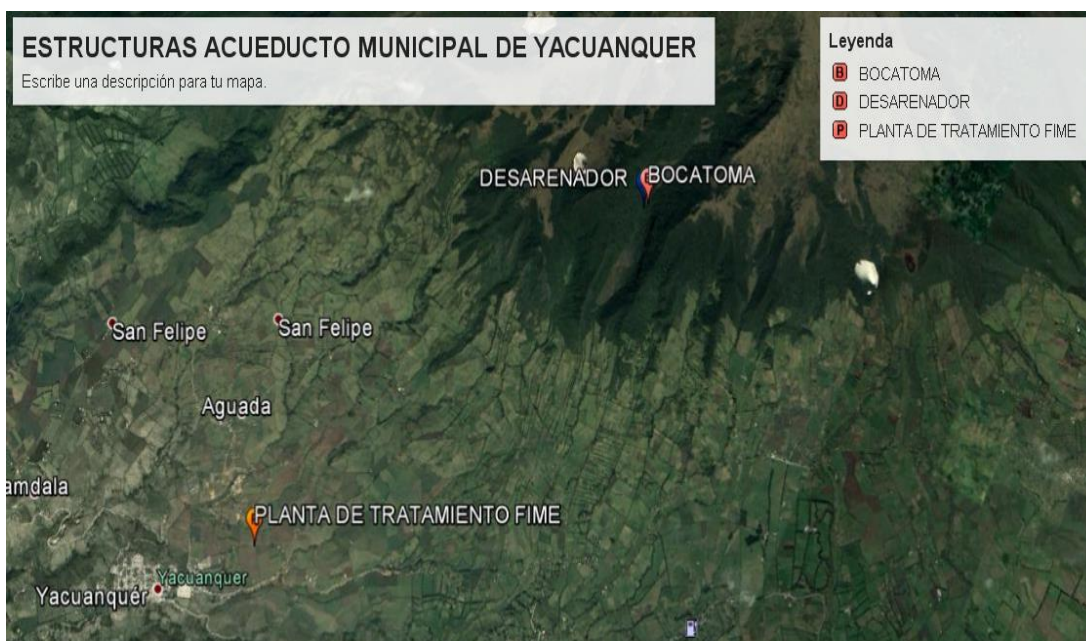 ESTRUCTURAS ACUEDUCTO MUNICIPAL DE YACUANQUER
Escribe una descripción para tu mapa.
Leyenda
B BOCATOMA
D DESARENADOR
P PLANTA DE TRATAMIENTO FIME
DESARENADOR
BOCATOMA
San Felipe
San Felipe
Aguada
amdala
PLANTA DE TRATAMIENTO FIME
Yacuanquer
Yacuanquér